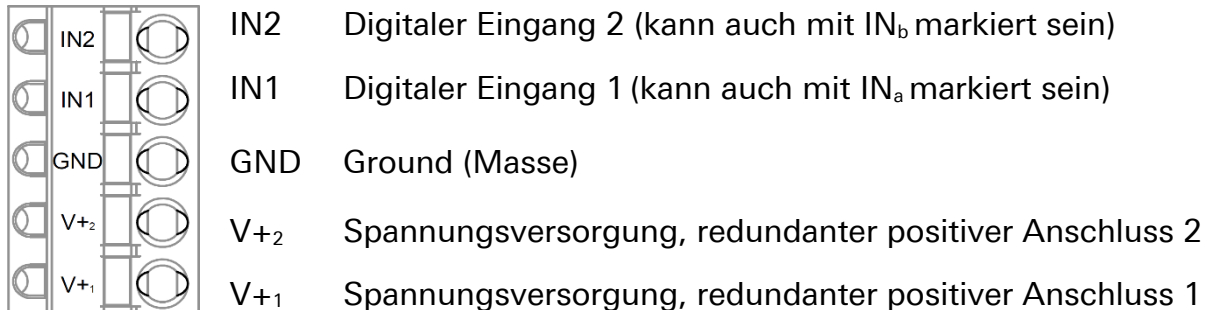 IN2 IN2 Digitaler Eingang 2 (kann auch mit INb markiert sein)
IN1 IN1 Digitaler Eingang 1 (kann auch mit INa markiert sein)
GND GND Ground (Masse)
V+2 V+2 Spannungsversorgung, redundanter positiver Anschluss 2
V+1 V+1 Spannungsversorgung, redundanter positiver Anschluss 1